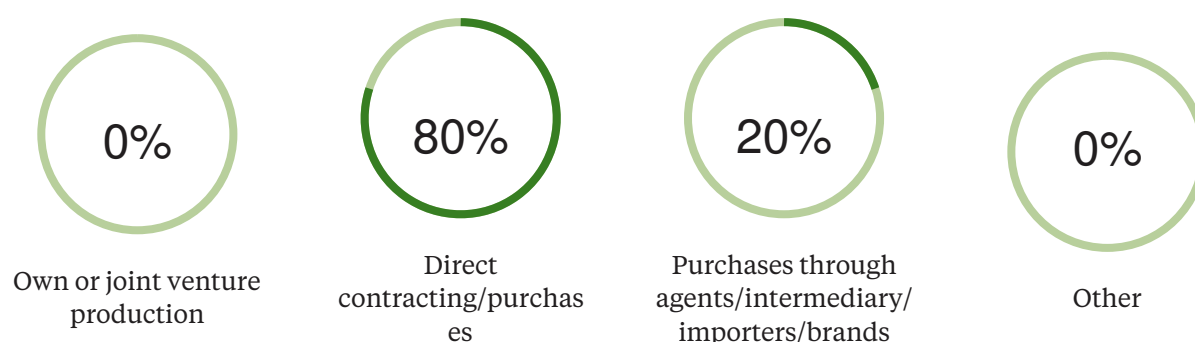 0%
80%
20%
0%
Own or joint venture
production
Direct
contracting/purchas
es
Purchases through
agents/intermediary/
importers/brands
Other